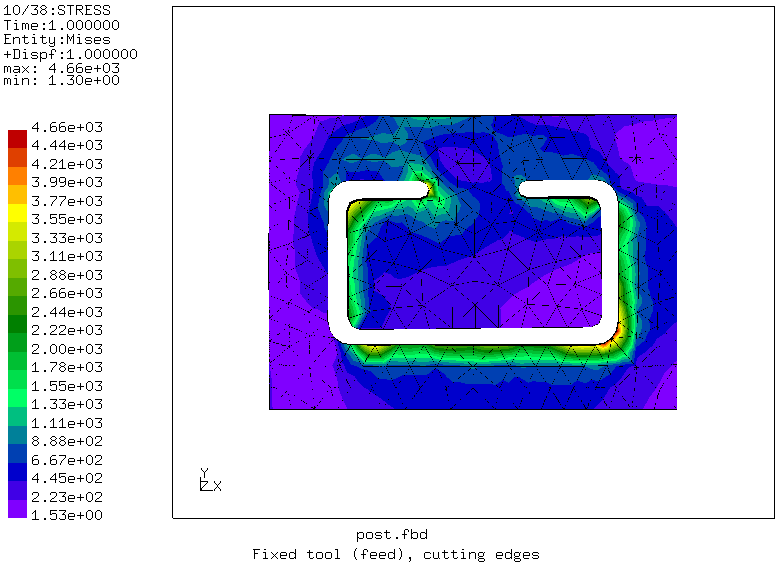 10/38:STRESS
Time:1.000000
Entity:Mises
+Dispf:1.000000
max: 4.66e+03
min: 1.30e+00
4.66e+03
4.44e+03
4.21e+03
3.99e+03
3.77e+03
3.55e+03
3.33e+03
3.11e+03
2.88e+03
2.66e+03
2.44e+03
2.22e+03
2.00e+03
1.78e+03
1.55e+03
1.33e+03
1.11e+03
8.88e+02
6.67e+02
4.45e+02
2.23e+02
1.53e+00
Y
Z X
post.fbd
Fixed tool (feed), cutting edges